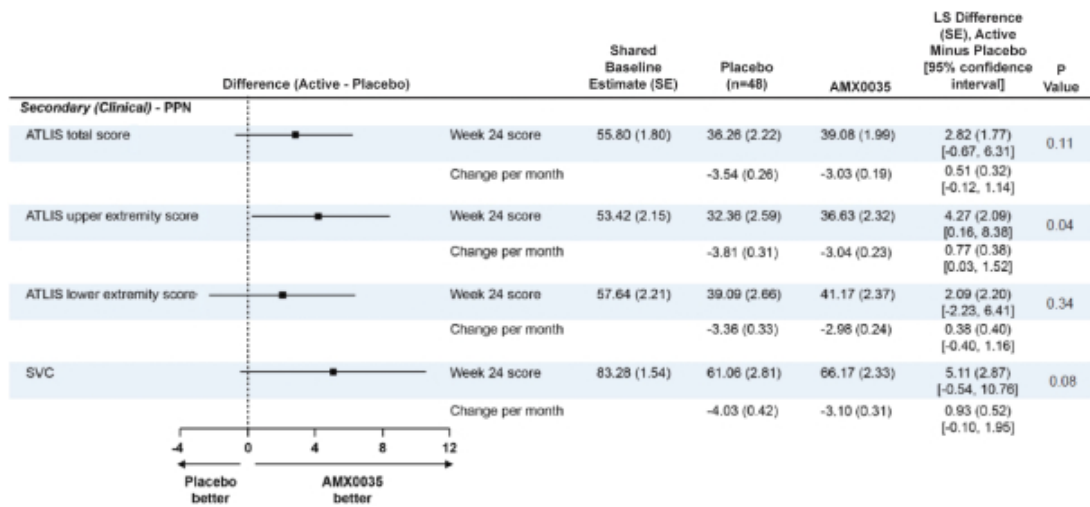 LS Difference
(SE), Active
Minus Placebo
[95% confidence
interval]
Shared
Baseline
Estimate (SE)
Placebo
(n=48)
AMX0035
P
Value
Difference (Active - Placebo)
Secondary (Clinical) - PPN
ATLIS total score Week 24 score 55.80 (1.80) 36.26 (2.22) 39.08 (1.99) 2.82 (1.77) 0.11
[-0.67, 6.31]
Change per month -3.54 (0.26) -3.03 (0.19) 0.51 (0.32)
[-0.12, 1.14]
ATLIS upper extremity score Week 24 score 53.42 (2.15) 32.36 (2.59) 36.63 (2.32) 4.27 (2.09) 0.04
[0.16, 8.38]
Change per month -3.81 (0.31) -3.04 (0.23) 0.77 (0.38)
[0.03, 1.52]
ATLIS lower extremity score Week 24 score 57.64 (2.21) 39.09 (2.66) 41.17 (2.37) 2.09 (2.20) 0.34
[-2.23, 6.41]
Change per month -3.36 (0.33) -2.98 (0.24) 0.38 (0.40)
[-0.40, 1.16]
SVC Week 24 score 83.28 (1.54) 61.06 (2.81) 66.17 (2.33) 5.11 (2.87) 0.08
[-0.54, 10.76]
Change per month -4.03 (0.42) -3.10 (0.31) 0.93 (0.52)
[-0.10, 1.95]
-4 0 4 8 12
Placebo
better
AMX0035
better